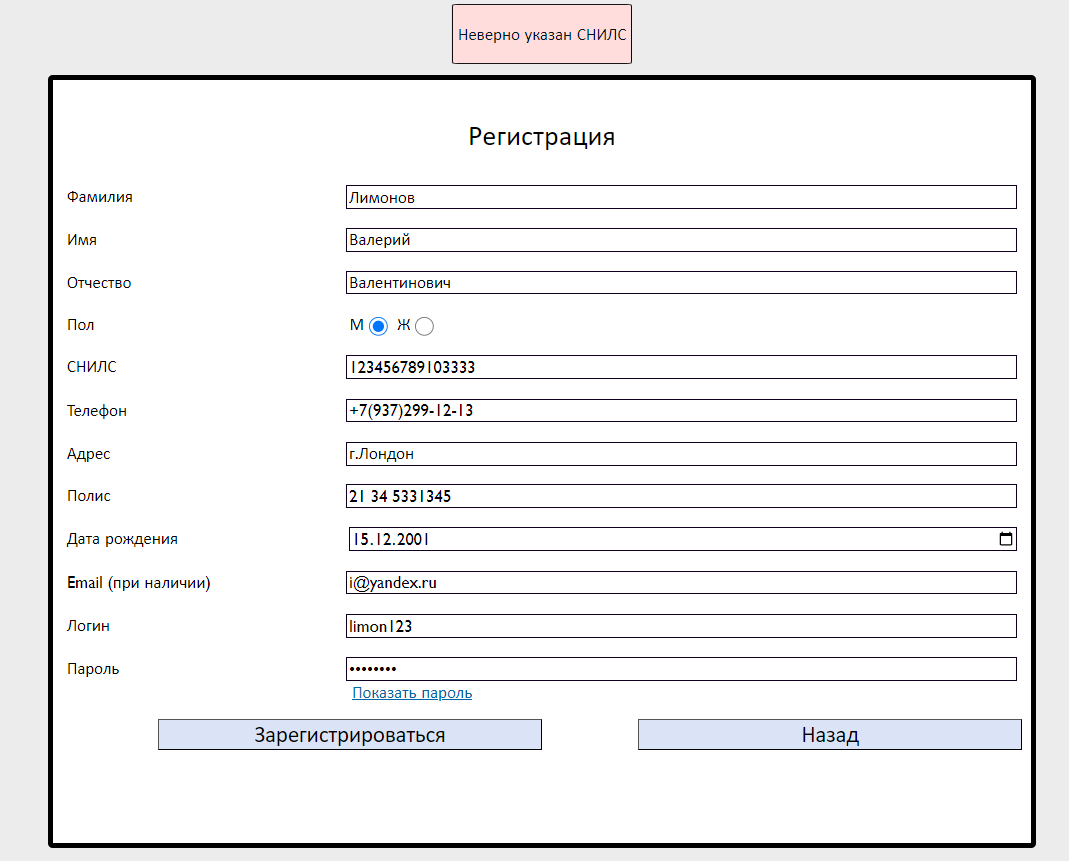 Неверно указан СНИЛС
Регистрация
Фамилия Лимонов
Имя Валерий
Отчество Валентинович
Пол М Ж
СНИЛС 123456789103333
Телефон +7(937)299-12-13
Адрес г.Лондон
Полис 21 34 5331345
Дата рождения 15.12.2001
Email (при наличии) i@yandex.ru
Логин limon123
Пароль ••••••••
Показать пароль
Зарегистрироваться Назад